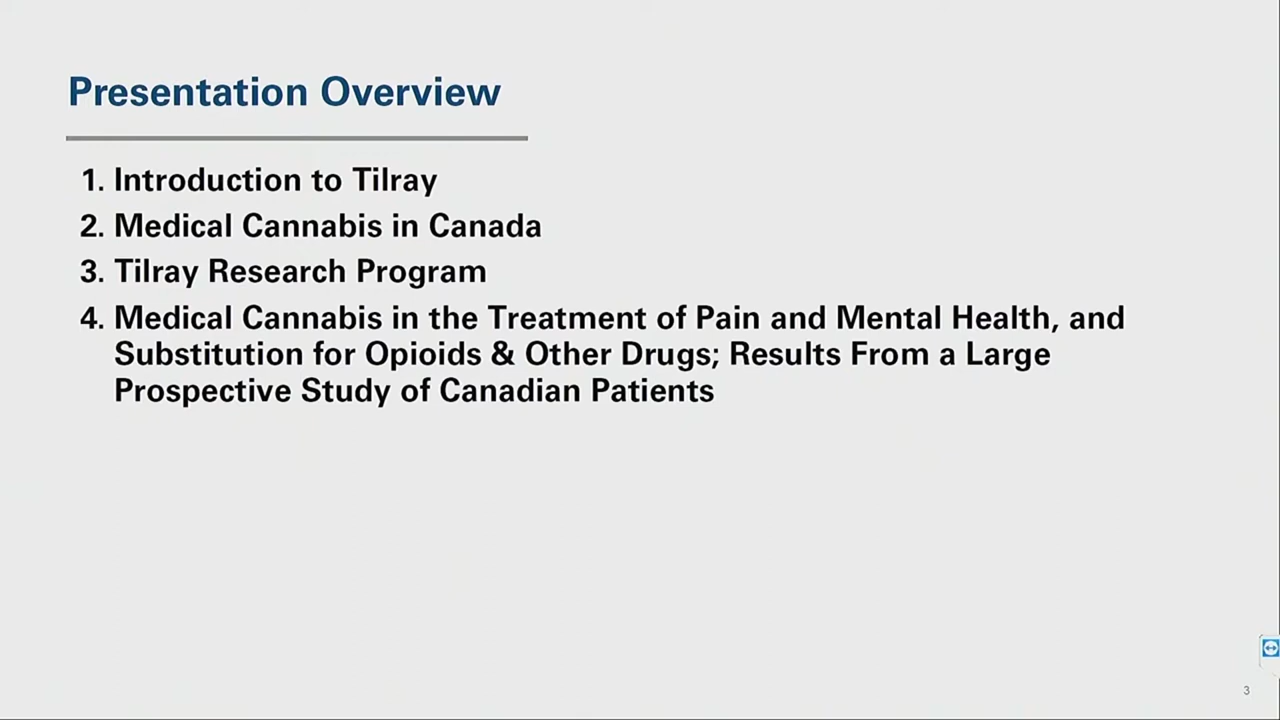 Presentation Overview
1. Introduction to Tilray
2. Medical Cannabis in Canada
3. Tilray Research Program
4. Medical Cannabis in the Treatment of Pain and Mental Health, and
Substitution for Opioids & Other Drugs; Results From a Large
Prospective Study of Canadian Patients
3